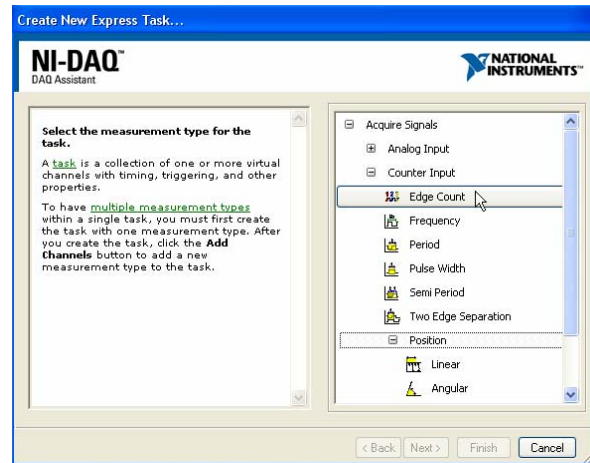 Create New Express Task...
NI-DAQ™
DAQ Assistant
NATIONAL
INSTRUMENTS™
Select the measurement type for the
task.
A task is a collection of one or more virtual
channels with timing, triggering, and other
properties.
To have multiple measurement types
within a single task, you must first create
the task with one measurement type. After
you create the task, click the Add
Channels button to add a new
measurement type to the task.
Acquire Signals
Analog Input
Counter Input
Edge Count
Frequency
Period
Pulse Width
Semi Period
Two Edge Separation
Position
Linear
Angular
< Back
Next >
Finish
Cancel